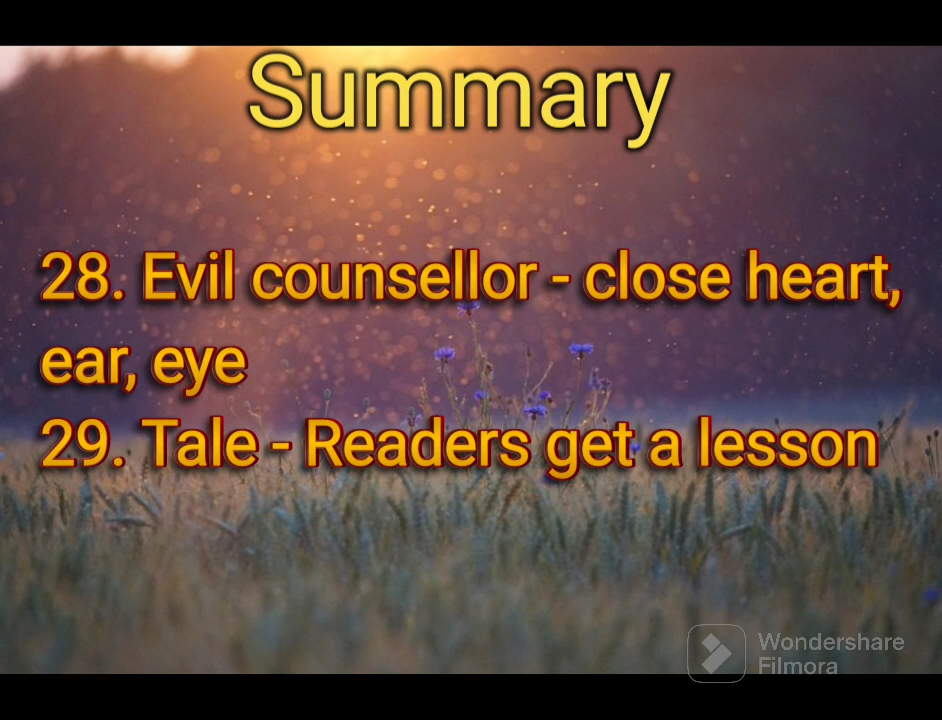 Summary
28. Evil counsellor - close heart,
ear, eye
29. Tale - Readers get a lesson
Wondershare
Filmora